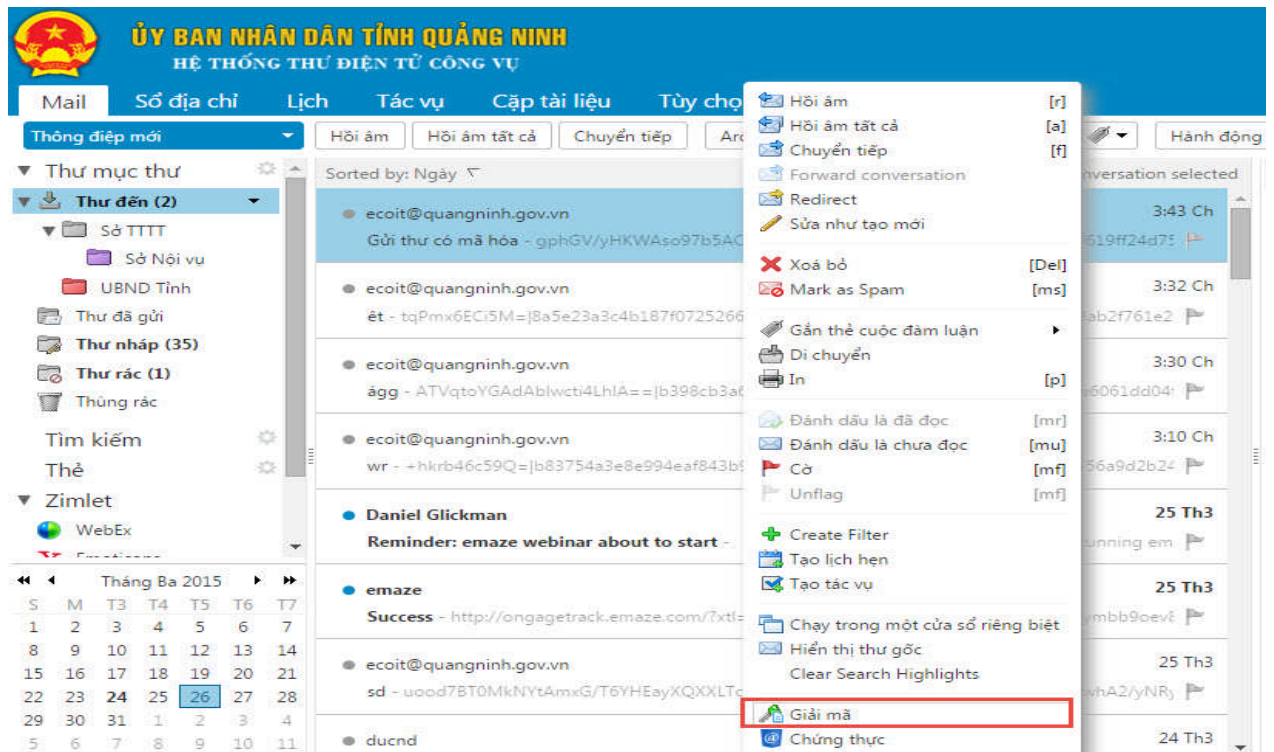 ỦY BAN NHÂN DÂN TỈNH QUẢNG NINH
HỆ THỐNG THƯ ĐIỆN TỬ CÔNG VỤ
Mail Sổ địa chỉ Lịch Tác vụ Cặp tài liệu Tùy chọ
Thông điệp mới
Hồi âm Hồi âm tất cả Chuyển tiếp Arc Hành động
Thư mục thư
Thư đến (2)
Sở TTTT
Sở Nội vụ
UBND Tỉnh
Thư đã gửi
Thư nháp (35)
Thư rác (1)
Thùng rác
Tìm kiếm
Thẻ
Zimlet
WebEx
Tháng Ba 2015
S M T3 T4 T5 T6 T7
1 2 3 4 5 6 7
8 9 10 11 12 13 14
15 16 17 18 19 20 21
22 23 24 25 26 27 28
29 30 31 1 2 3 4
5 6 7 8 9 10 11
Sorted by: Ngày
nversation selected
ecoit@quangninh.gov.vn 3:43 Ch
Gửi thư có mã hóa - gphGV/yHKWAso97b5AC 619ff24d75
ecoit@quangninh.gov.vn 3:32 Ch
êt - tqPmx6ECi5M=|8a5e23a3c4b187f0725266 ab2f761e2
ecoit@quangninh.gov.vn 3:30 Ch
ágg - ATVqtoYGAdAblwcti4LhIA==|b398cb3a6 6061dd04
ecoit@quangninh.gov.vn 3:10 Ch
wr - +hkrb46c59Q=|b83754a3e8e994eaf843b 56a9d2b24
Daniel Glickman 25 Th3
Reminder: emaze webinar about to start - unning em
emaze 25 Th3
Success - http://ongagetrack.emaze.com/?xtl= ymbb9oev
ecoit@quangninh.gov.vn 25 Th3
sd - uood7BT0MkNYtAmxG/T6YHEayXQXXLTc whA2/yNRy
ducnd 24 Th3
Hồi âm [r]
Hồi âm tất cả [a]
Chuyển tiếp [f]
Forward conversation
Redirect
Sửa như tạo mới
Xoá bỏ [Del]
Mark as Spam [ms]
Gắn thẻ cuộc đàm luận
Di chuyển
In [p]
Đánh dấu là đã đọc [mr]
Đánh dấu là chưa đọc [mu]
Cờ [mf]
Unflag [mf]
Create Filter
Tạo lịch hẹn
Tạo tác vụ
Chạy trong một cửa sổ riêng biệt
Hiển thị thư gốc
Clear Search Highlights
Giải mã
Chứng thực